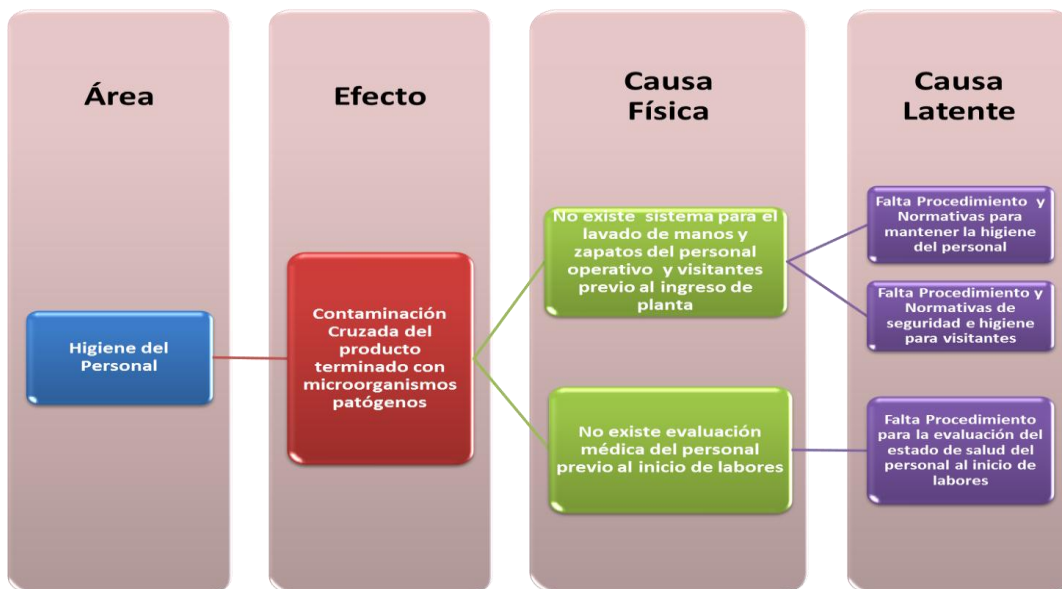 Área
Efecto
Causa
Física
Causa
Latente
Higiene del
Personal
Contaminación
Cruzada del
producto
terminado con
microorganismos
patógenos
No existe sistema para el
lavado de manos y
zapatos del personal
operativo y visitantes
previo al ingreso de
planta
No existe evaluación
médica del personal
previo al inicio de labores
Falta Procedimiento y
Normativas para
mantener la higiene
del personal
Falta Procedimiento y
Normativas de
seguridad e higiene
para visitantes
Falta Procedimiento
para la evaluación del
estado de salud del
personal al inicio de
labores